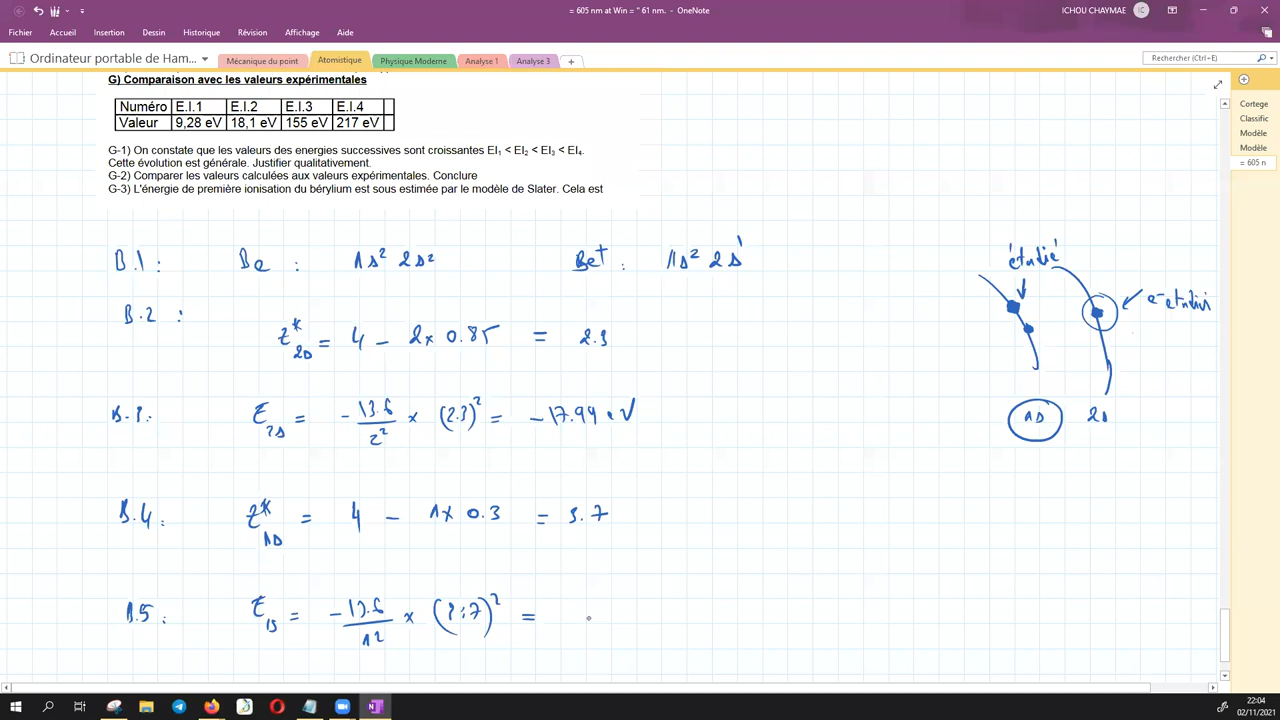 = 605 nm at Win = " 61 nm. - OneNote
ICHOU CHAYMAE IC
Fichier Accueil Insertion Dessin Historique Révision Affichage Aide
Ordinateur portable de Ham... Mécanique du point Atomistique Physique Moderne Analyse 1 Analyse 3 +
Rechercher (Ctrl+E)
Cortege
Classific
Modèle
Modèle
= 605 n
G) Comparaison avec les valeurs expérimentales
Numéro E.I.1 E.I.2 E.I.3 E.I.4
Valeur 9,28 eV 18,1 eV 155 eV 217 eV
G-1) On constate que les valeurs des energies successives sont croissantes EI₁ < EI₂ < EI₃ < EI₄.
Cette évolution est générale. Justifier qualitativement.
G-2) Comparer les valeurs calculées aux valeurs expérimentales. Conclure
G-3) L'énergie de première ionisation du bérylium est sous estimée par le modèle de Slater. Cela est
B.1 : Be : 1s² 2s² Be⁺ : 1s² 2s¹
B.2 :
Z*2s = 4 - 2 x 0.85 = 2.3
B.3 : E2s = -13.6/2² x (2.3)² = -17.99 eV
B.4 : Z*1s = 4 - 1x 0.3 = 3.7
B.5 : E1s = -13.6/1² x (3.7)² =
étudié
1s 2s
22:04
02/11/2021